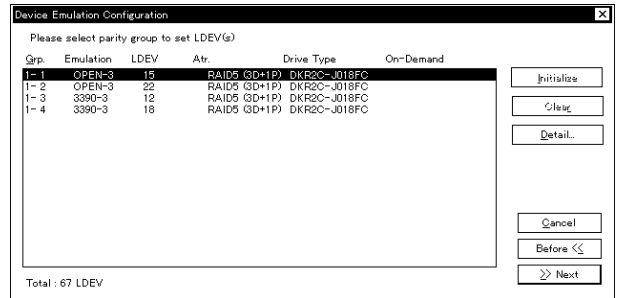 Device Emulation Configuration ×
Please select parity group to set LDEV(s)
Grp. Emulation LDEV Atr. Drive Type On-Demand
1- 1 OPEN-3 15 RAID5 (3D+1P) DKR2C-J018FC
1- 2 OPEN-3 22 RAID5 (3D+1P) DKR2C-J018FC
1- 3 3390-3 12 RAID5 (3D+1P) DKR2C-J018FC
1- 4 3390-3 18 RAID5 (3D+1P) DKR2C-J018FC
Initialize
Clear
Detail...
Cancel
Before <<
>> Next
Total : 67 LDEV